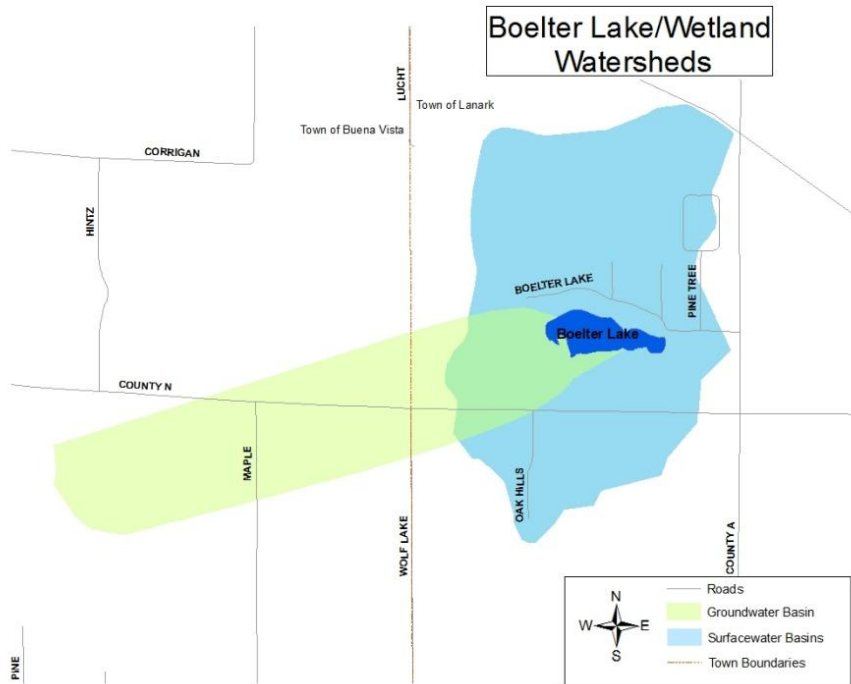 Boelter Lake/Wetland
Watersheds
LUCHT
Town of Lanark
Town of Buena Vista
CORRIGAN
HINTZ
BOELTER LAKE
PINE TREE
Boelter Lake
COUNTY N
MAPLE
OAK HILLS
WOLF LAKE
COUNTY A
PINE
N
W E
S
Roads
Groundwater Basin
Surfacewater Basins
Town Boundaries